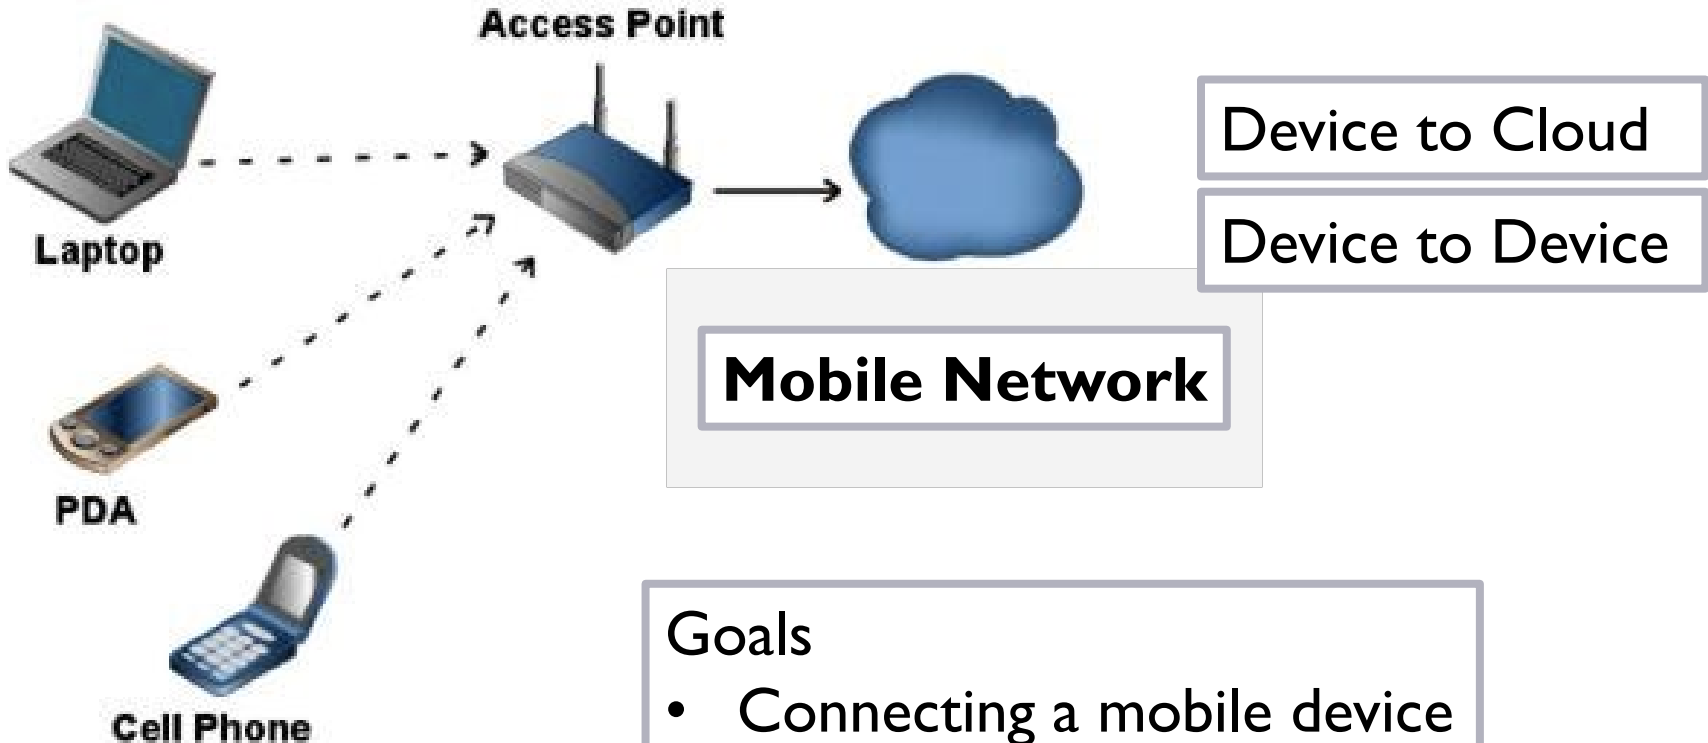 Access Point
Device to Cloud
Laptop
Device to Device
Mobile Network
PDA
Goals
• Connecting a mobile device
Cell Phone